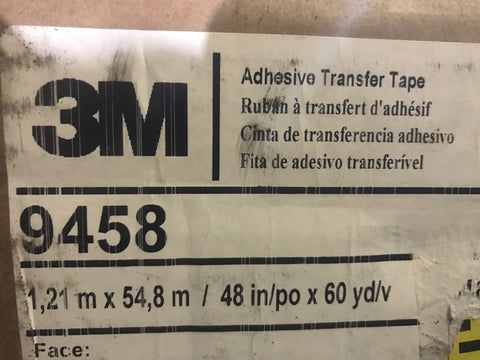 3M
Adhesive Transfer Tape
Ruban à transfert d'adhésif
Cinta de transferencia adhesivo
Fita de adesivo transferível
9458
1,21 m x 54,8 m / 48 in/po x 60 yd/v
Face: